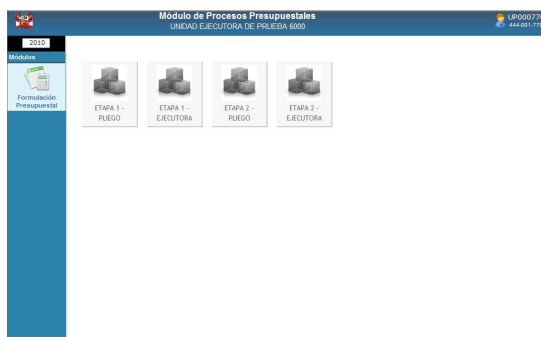 Módulo de Procesos Presupuestales
UNIDAD EJECUTORA DE PRUEBA 6000
2010
Módulos
Formulación
Presupuestal
ETAPA 1 -
PLIEGO
ETAPA 1 -
EJECUTORA
ETAPA 2 -
PLIEGO
ETAPA 2 -
EJECUTORA